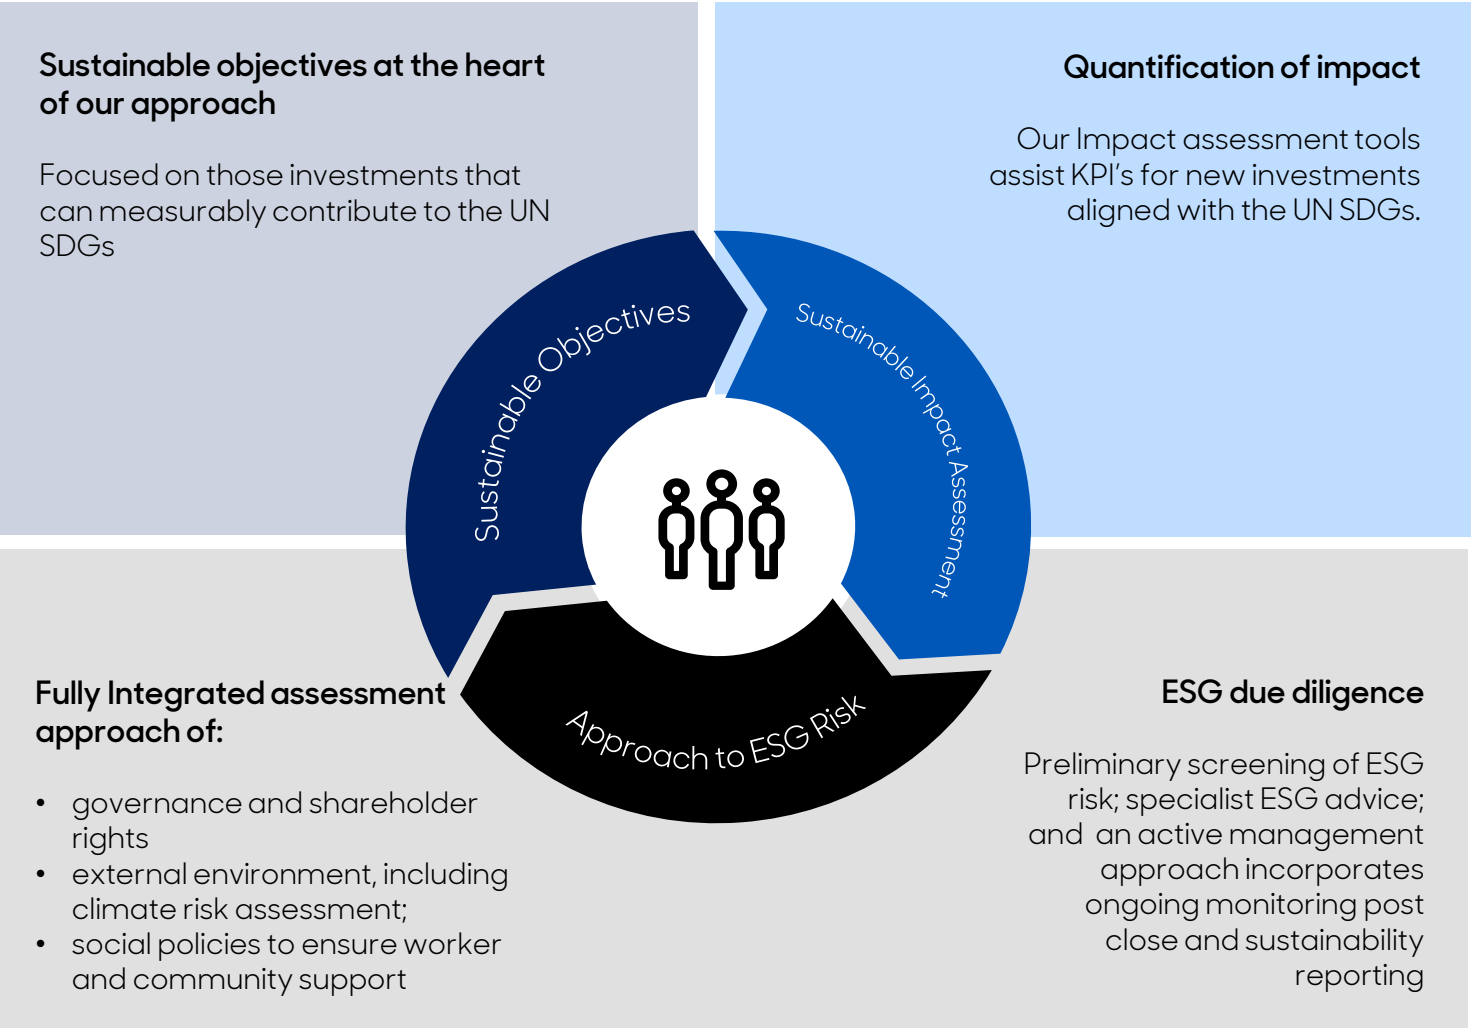 Sustainable objectives at the heart
of our approach
Focused on those investments that
can measurably contribute to the UN
SDGs
Quantification of impact
Our Impact assessment tools
assist KPI's for new investments
aligned with the UN SDGs.
Sustainable Objectives
Sustainable Impact Assessment
Approach to ESG Risk
Fully Integrated assessment
approach of:
• governance and shareholder
rights
• external environment, including
climate risk assessment;
• social policies to ensure worker
and community support
ESG due diligence
Preliminary screening of ESG
risk; specialist ESG advice;
and  an active management
approach incorporates
ongoing monitoring post
close and sustainability
reporting